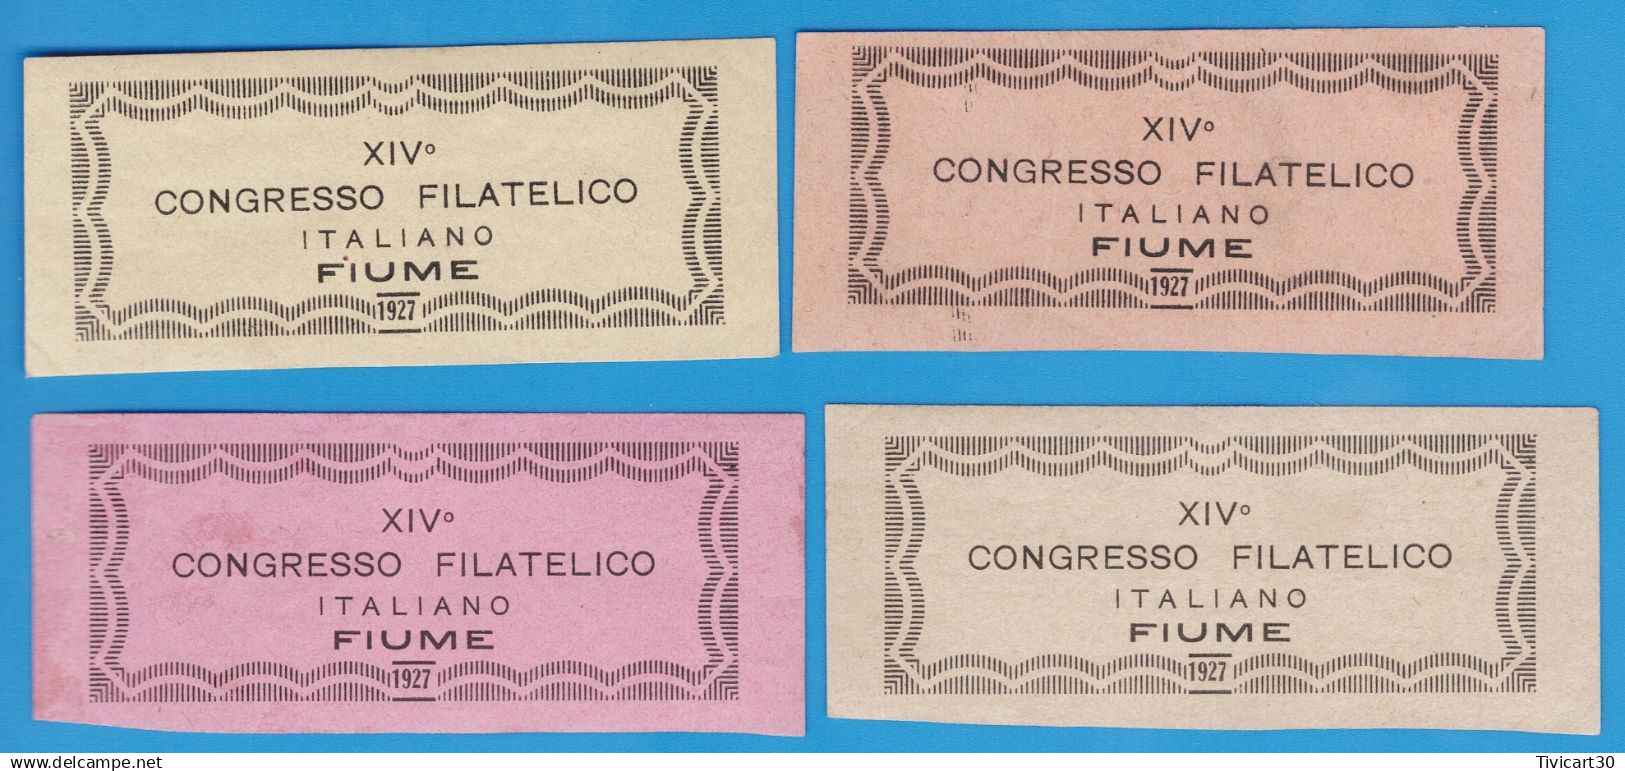 XIVº
CONGRESSO FILATELICO
ITALIANO
FIUME
1927
XIVº
CONGRESSO FILATELICO
ITALIANO
FIUME
1927
XIVº
CONGRESSO FILATELICO
ITALIANO
FIUME
1927
XIVº
CONGRESSO FILATELICO
ITALIANO
FIUME
1927
delcampe.net
Tivicart30